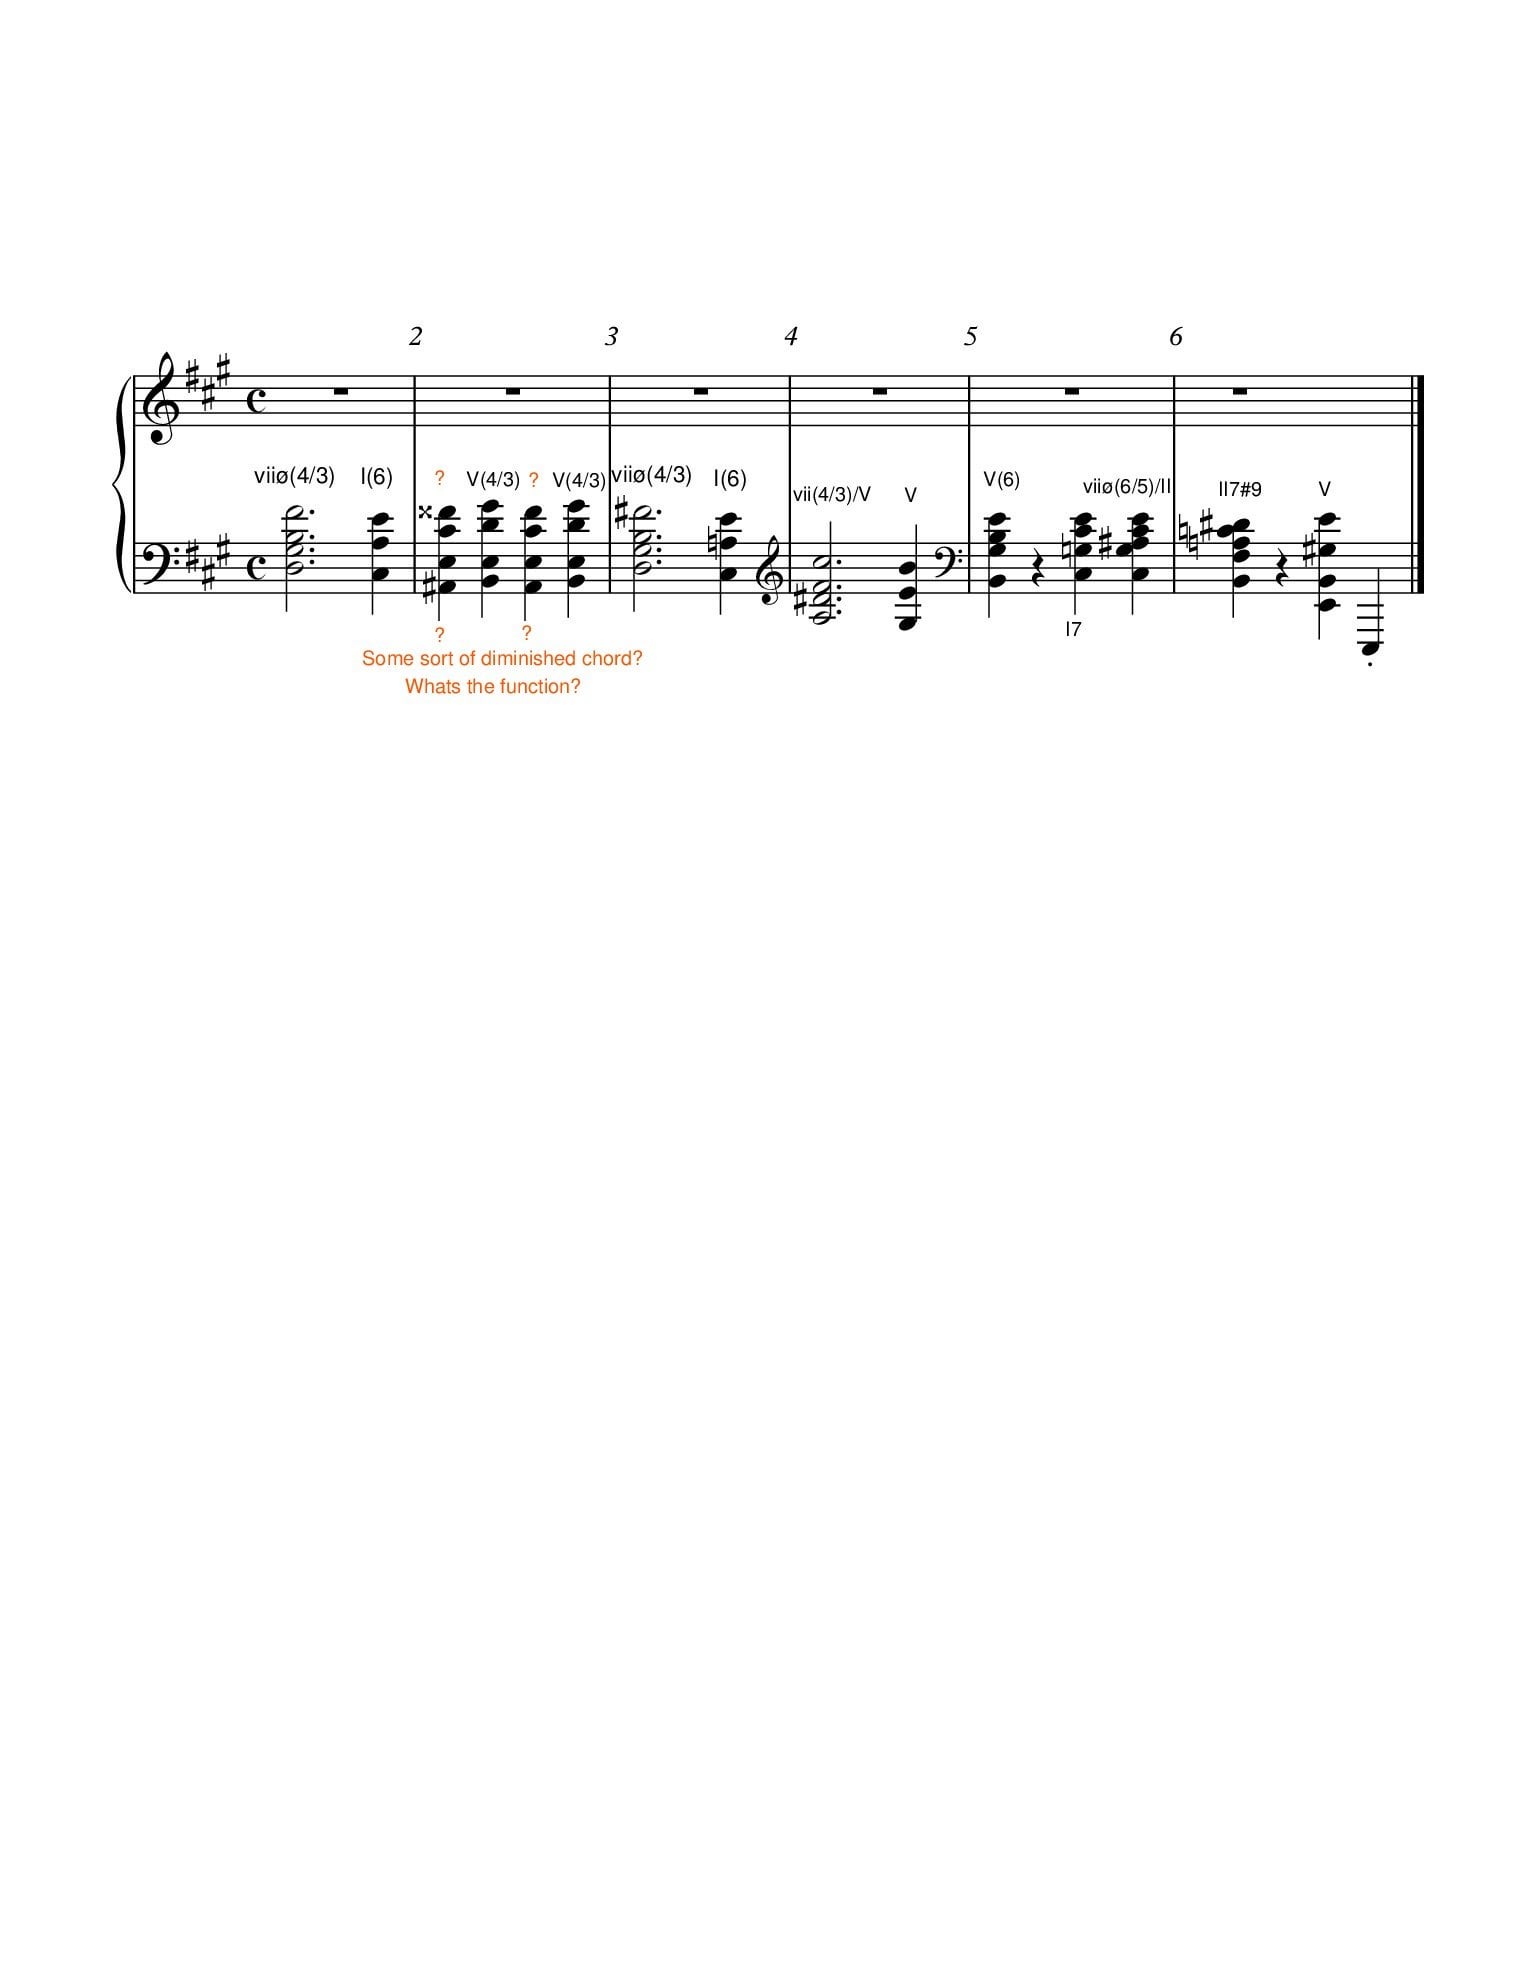 2 3 4 5 6
viiø(4/3) I(6) ? V(4/3) ? V(4/3) viiø(4/3) I(6) vii(4/3)/V V V(6) viiø(6/5)/II II7#9 V
? ? I7
Some sort of diminished chord?
Whats the function?